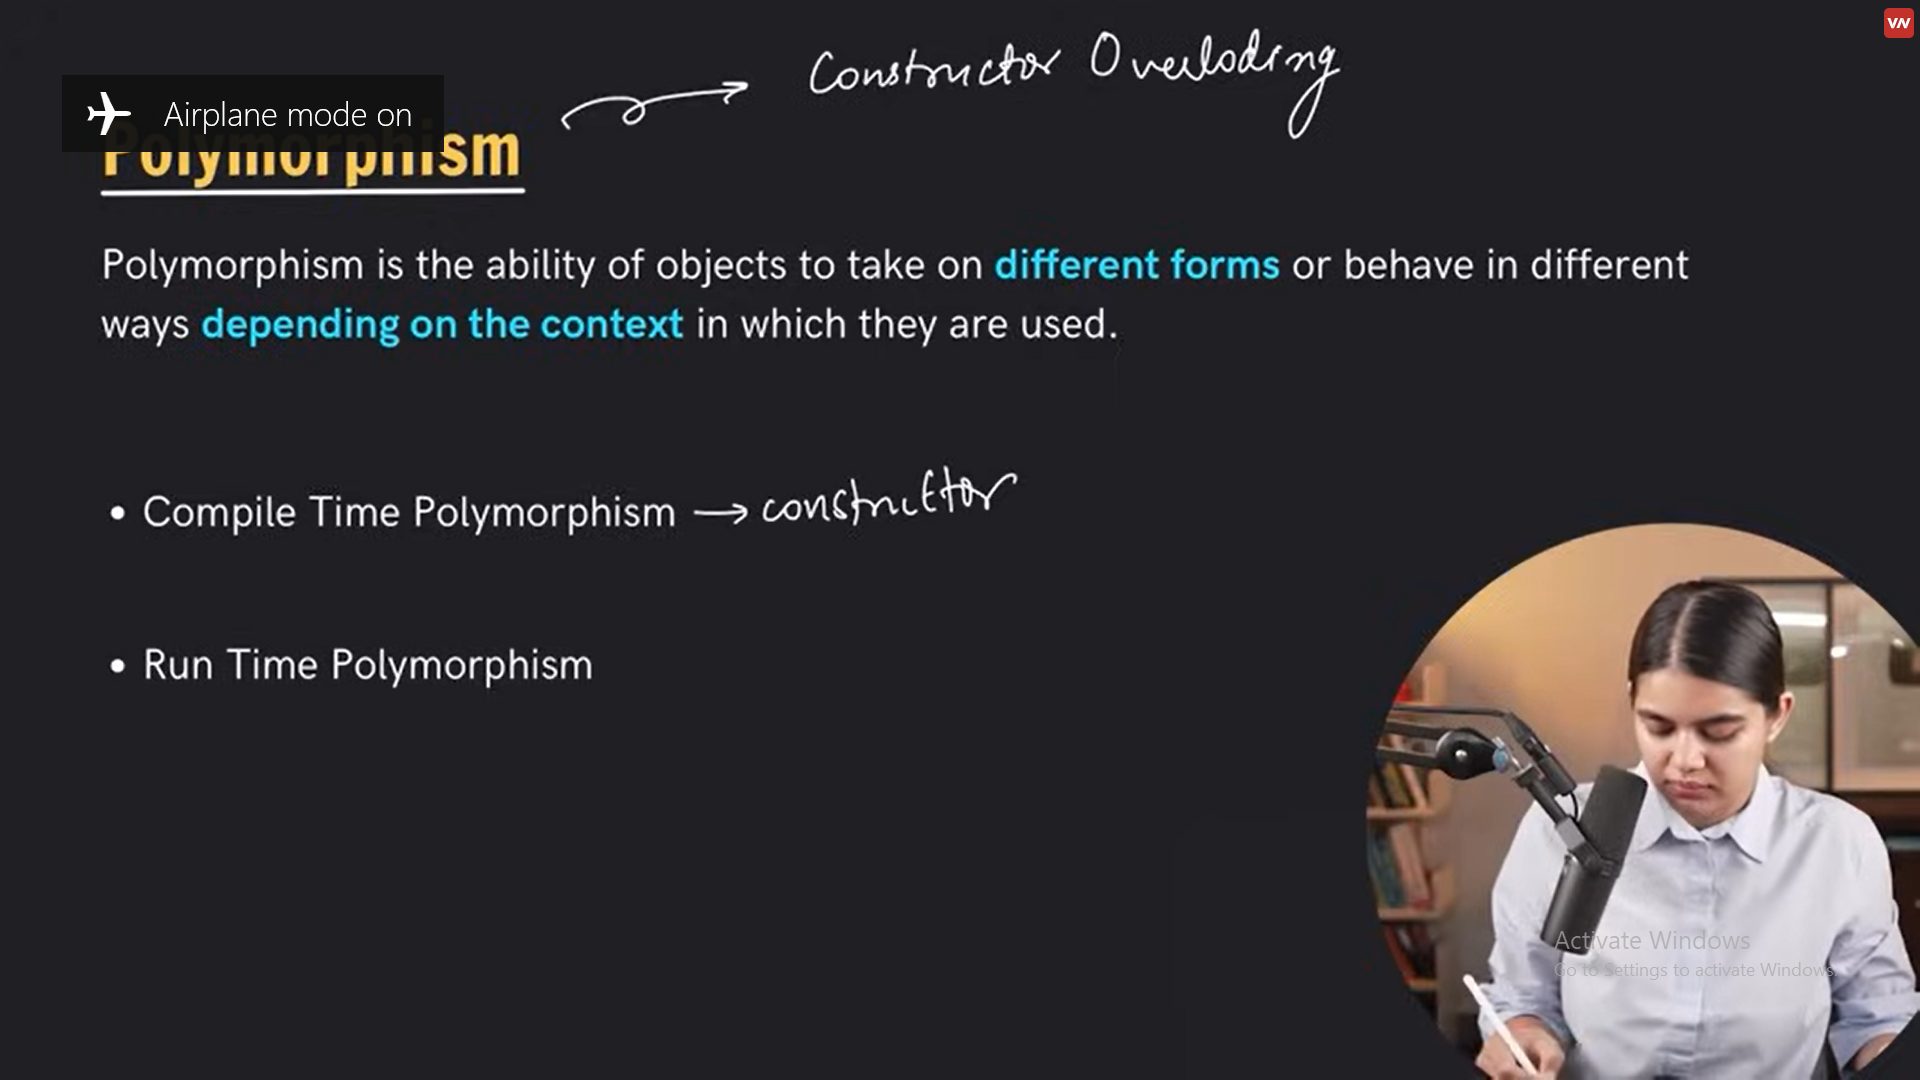 VN
Constructor Overloding
Airplane mode on
Polymorphism
Polymorphism is the ability of objects to take on different forms or behave in different
ways depending on the context in which they are used.
• Compile Time Polymorphism → constructor
• Run Time Polymorphism
Activate Windows
Go to Settings to activate Windows.